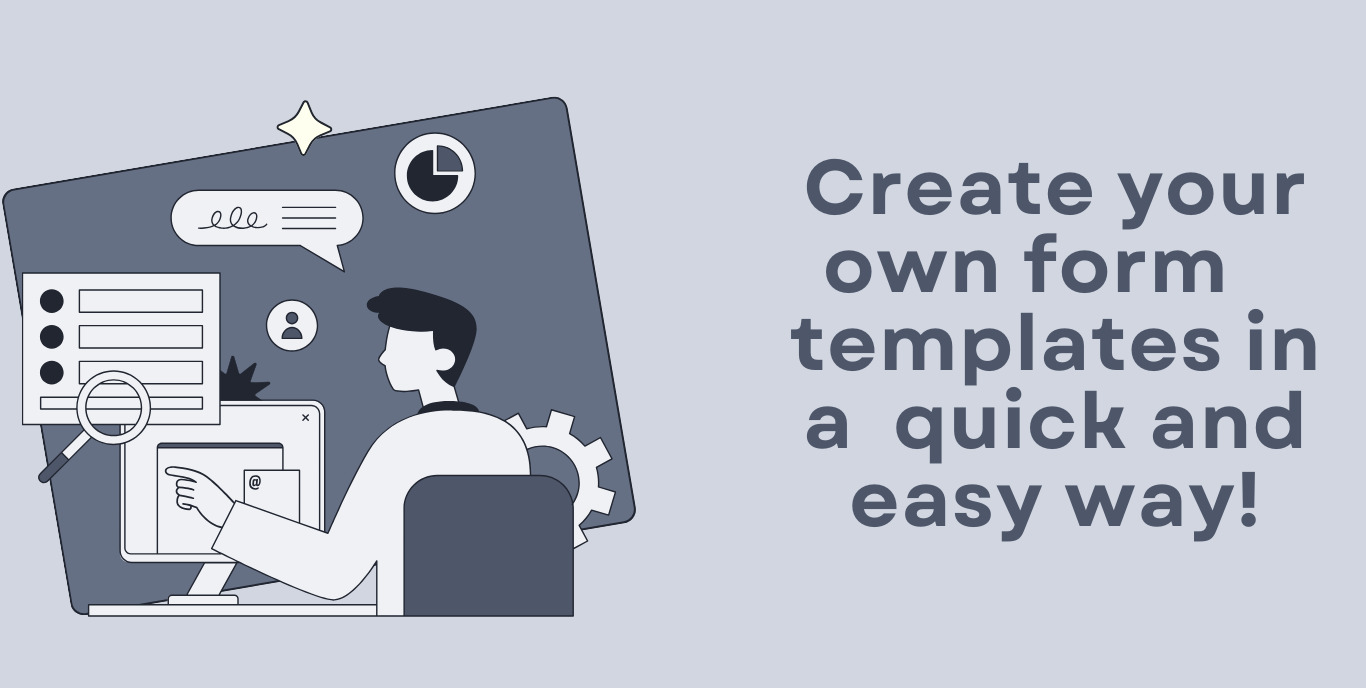 Create your
own form
templates in
a quick and
easy way!
@